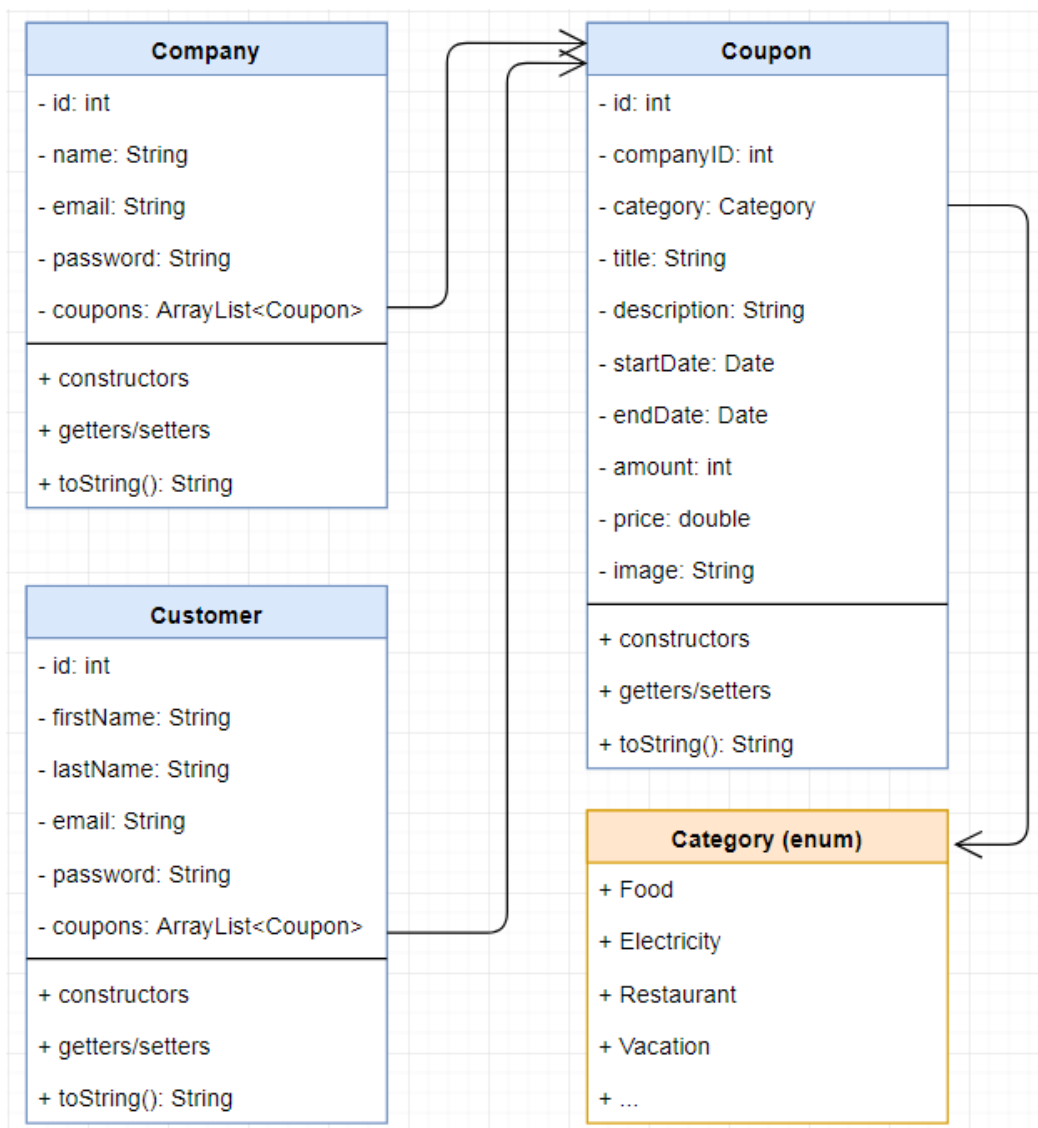 Company
- id: int
- name: String
- email: String
- password: String
- coupons: ArrayList<Coupon>
+ constructors
+ getters/setters
+ toString(): String
Customer
- id: int
- firstName: String
- lastName: String
- email: String
- password: String
- coupons: ArrayList<Coupon>
+ constructors
+ getters/setters
+ toString(): String
Coupon
- id: int
- companyID: int
- category: Category
- title: String
- description: String
- startDate: Date
- endDate: Date
- amount: int
- price: double
- image: String
+ constructors
+ getters/setters
+ toString(): String
Category (enum)
+ Food
+ Electricity
+ Restaurant
+ Vacation
+ ...